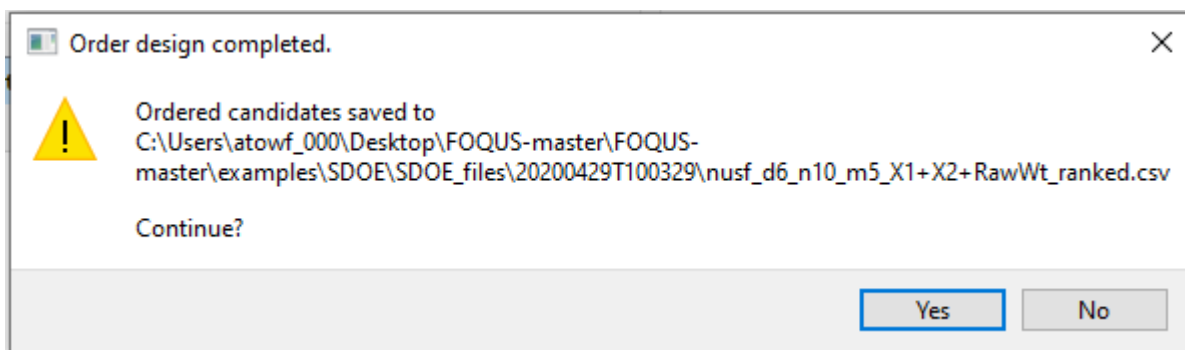 Order design completed.
Ordered candidates saved to
C:\Users\atowf_000\Desktop\FOQUS-master\FOQUS-
master\examples\SDOE\SDOE_files\20200429T100329\nusf_d6_n10_m5_X1+X2+RawWt_ranked.csv
Continue?
Yes
No